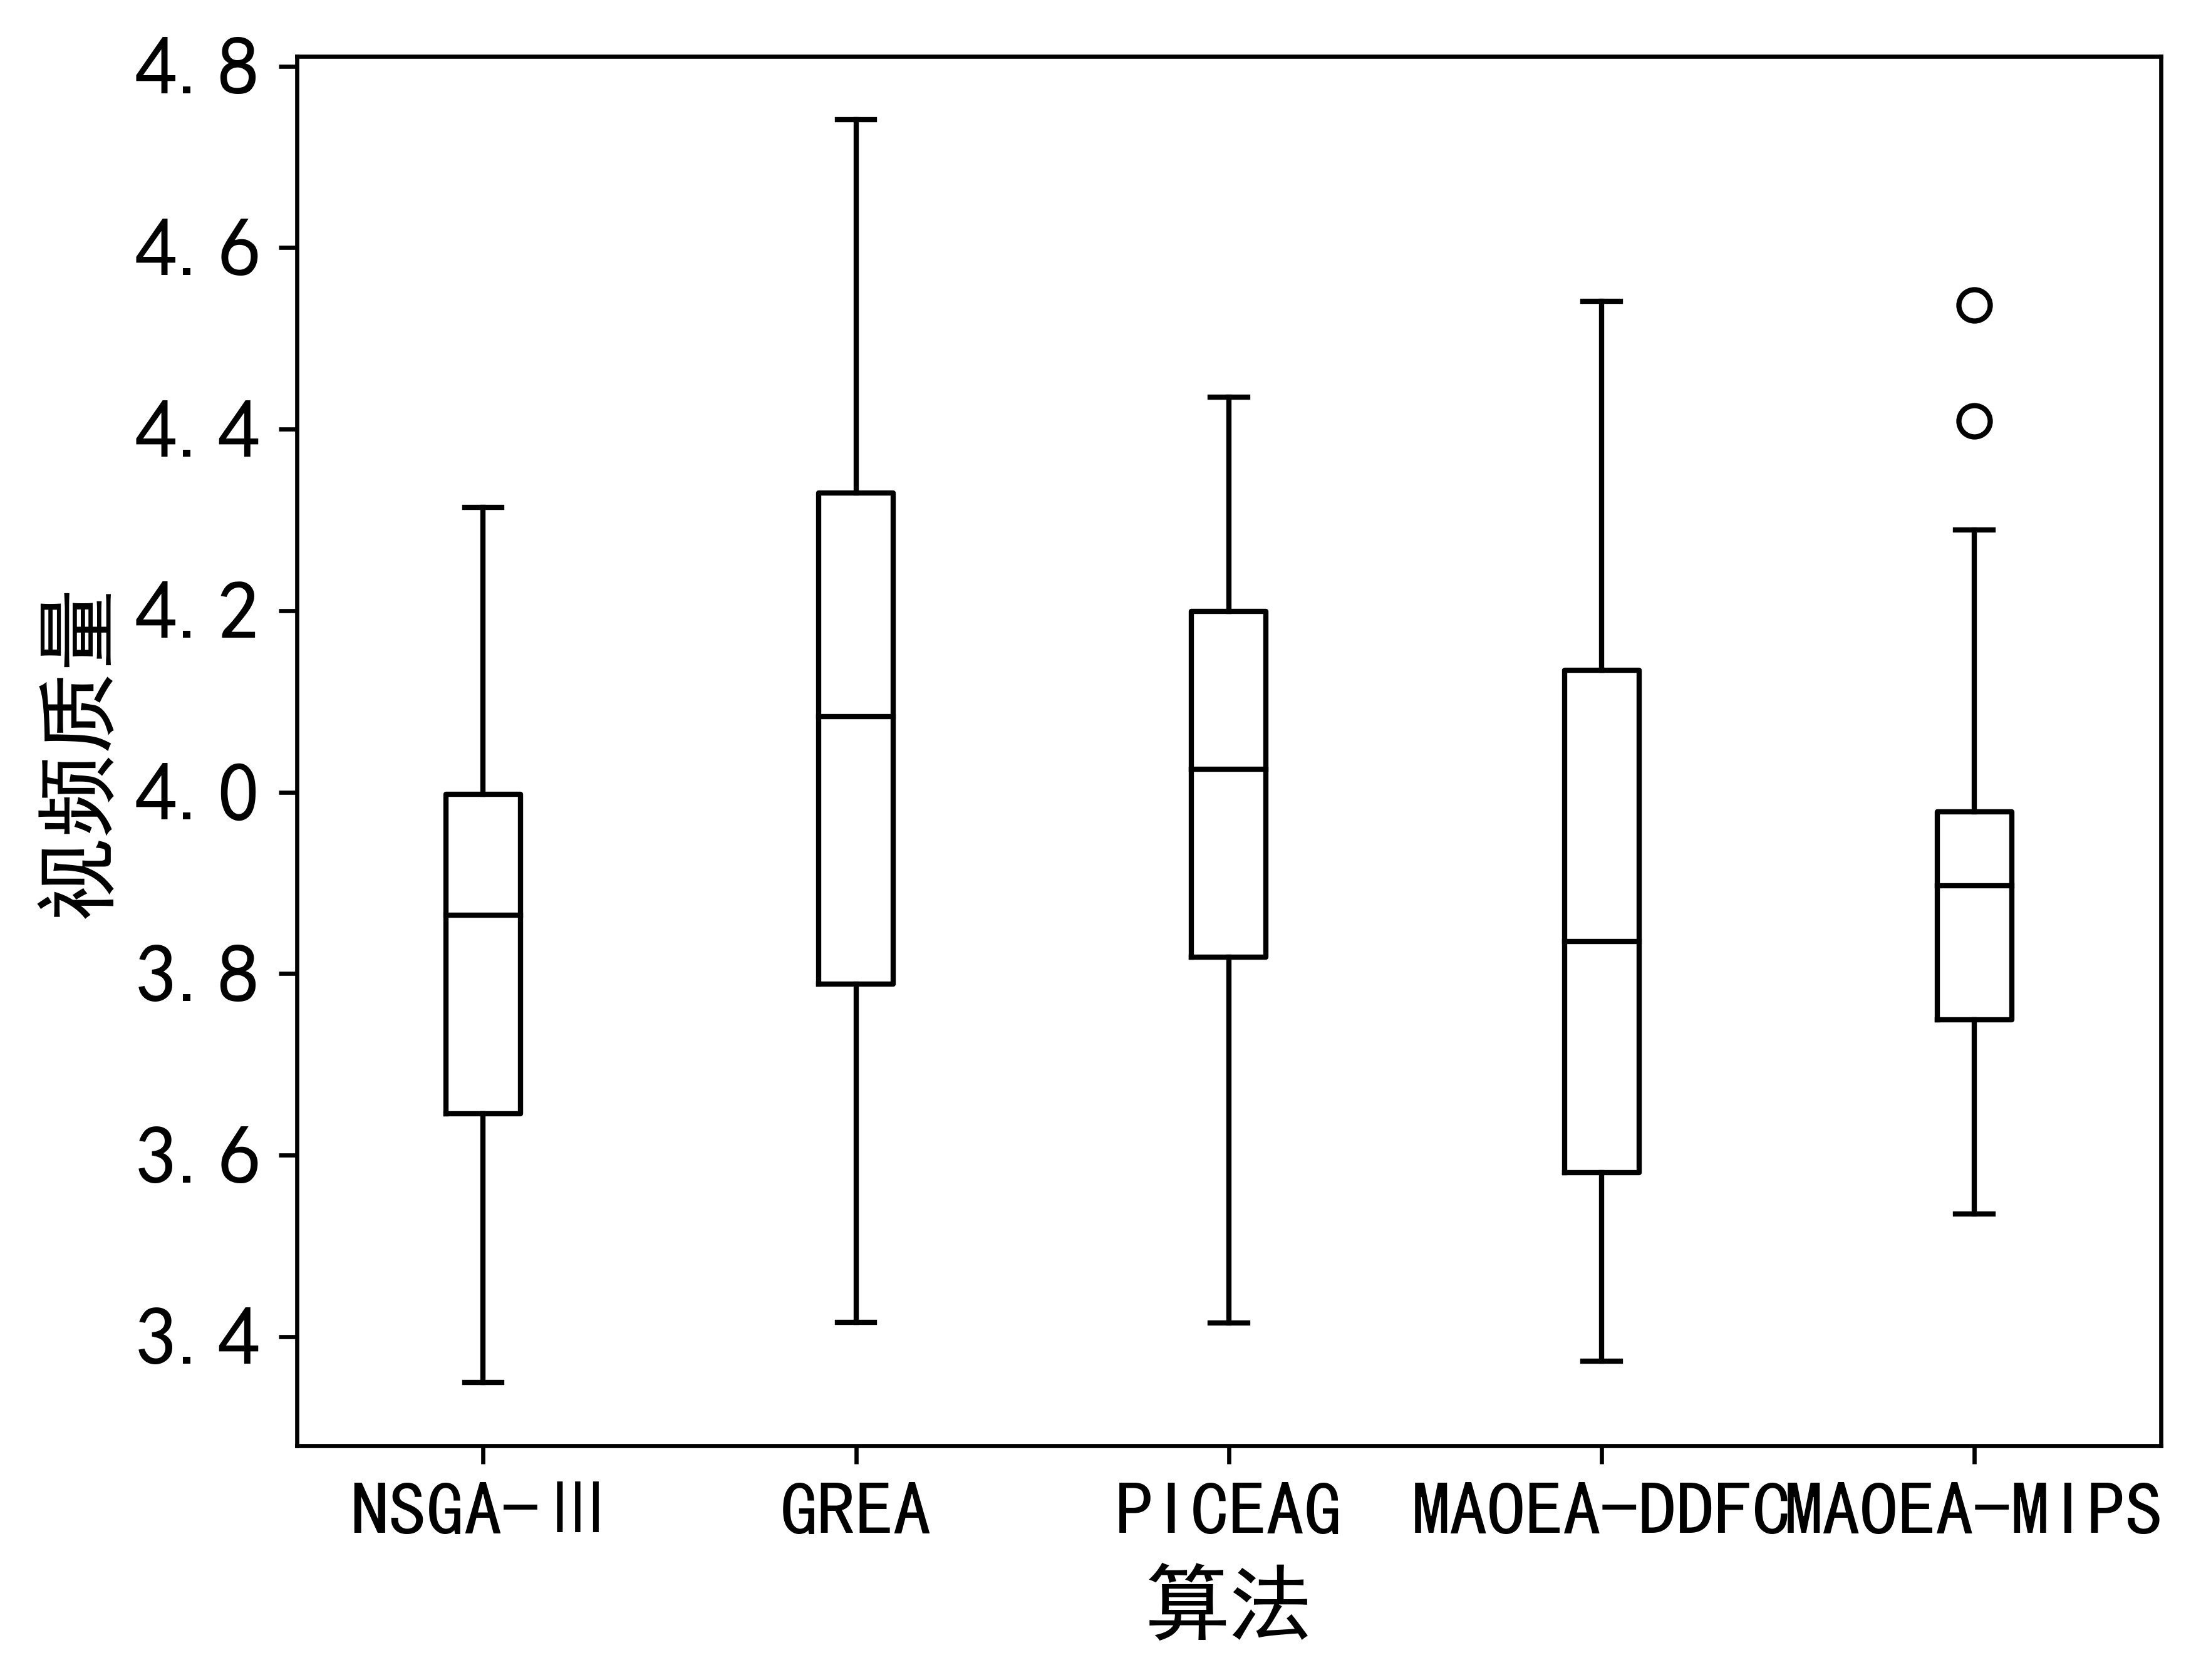 视频质量
4.8
4.6
4.4
4.2
4.0
3.8
3.6
3.4
NSGA-III GREA PICEAG MAOEA-DDFC MAOEA-MIPS
算法